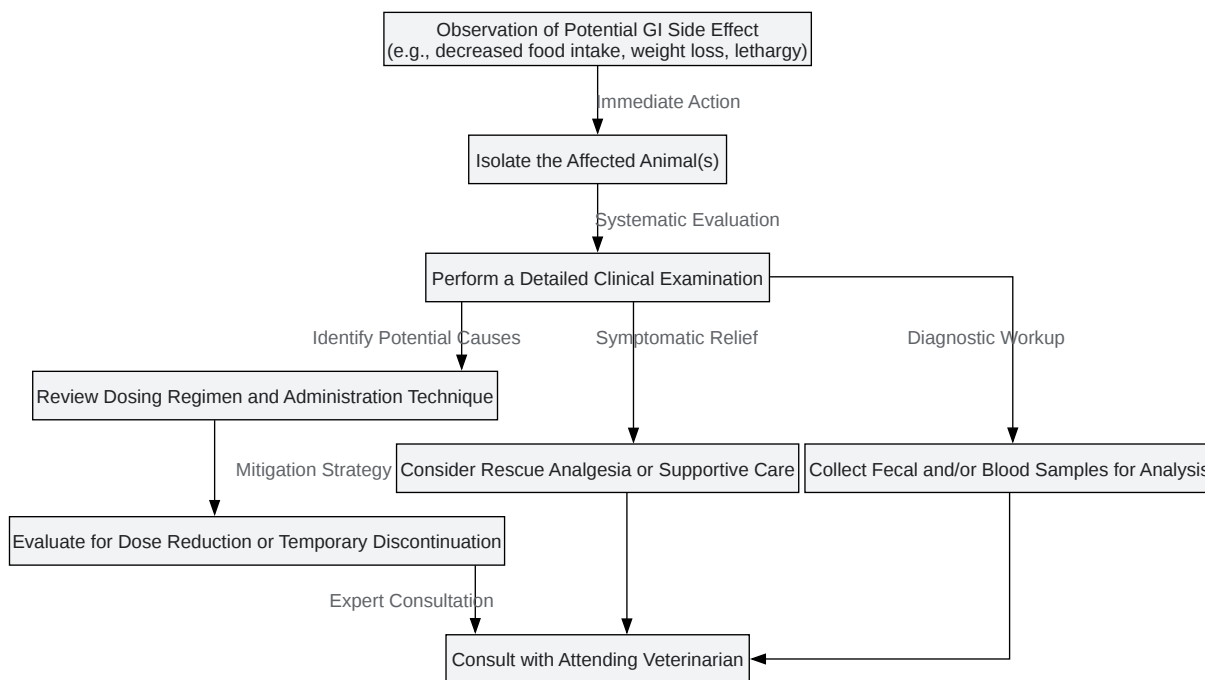 Observation of Potential GI Side Effect
(e.g., decreased food intake, weight loss, lethargy)
Immediate Action
Isolate the Affected Animal(s)
Systematic Evaluation
Perform a Detailed Clinical Examination
Identify Potential Causes
Symptomatic Relief
Diagnostic Workup
Review Dosing Regimen and Administration Technique
Mitigation Strategy
Consider Rescue Analgesia or Supportive Care
Collect Fecal and/or Blood Samples for Analysis
Evaluate for Dose Reduction or Temporary Discontinuation
Expert Consultation
Consult with Attending Veterinarian